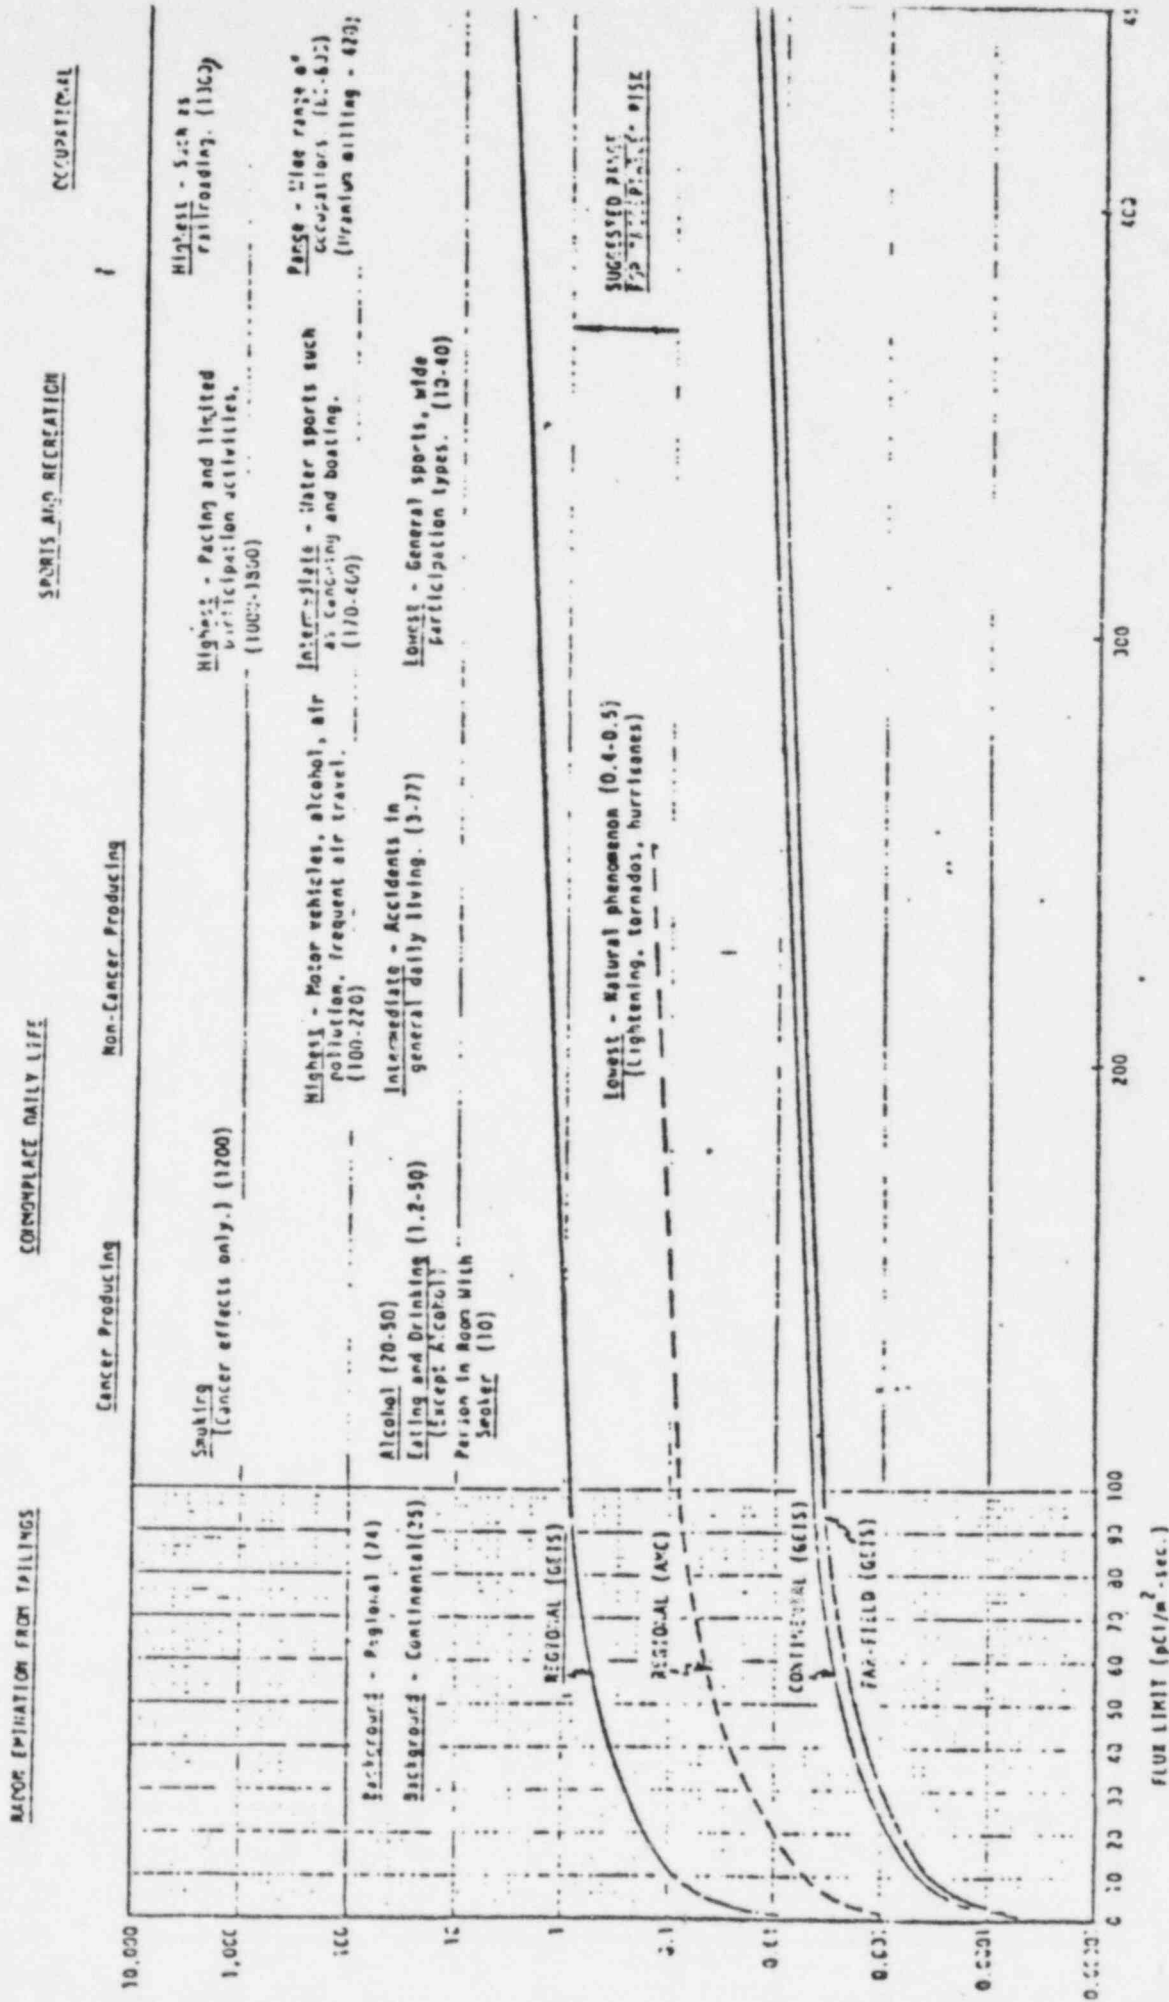 RADON EMINATION FROM TAILINGS
COMMONPLACE DAILY LIFE
SPORTS AND RECREATION
OCCUPATIONAL
Cancer Producing
Non-Cancer Producing
Smoking
(Cancer effects only.) (1200)
Highest - Racing and limited
participation activities.
Highest - Such as
railroading. (1300)
Background - Regional (74)
Background - Continental
Highest - Motor vehicles, alcohol, air
pollution, frequent air travel.
(100-220)
Intermediate - Water sports such
as canoeing and boating.
Range - Wide range of
occupations
(Uranium milling - 420)
Alcohol (20-50)
Eating and Drinking (1.2-50)
(Except Alcohol)
Person in Room With
Smoker (10)
Intermediate - Accidents in
general daily living. (3-77)
Lowest - General sports, wide
participation types. (10-40)
REGIONAL (GEIS)
REGIONAL (AMC)
CONTINENTAL (GEIS)
FAR-FIELD (GEIS)
Lowest - Natural phenomenon (0.4-0.5)
(Lightening, tornados, hurrisanes)
SUGGESTED RANGE
RISK
10,000
1,000
100
10
1
0.1
0.01
0.001
0.0001
0.00001
0 10 20 30 40 50 60 70 80 90 100 200 300 400
FLUX LIMIT (pCi/m²-sec.)